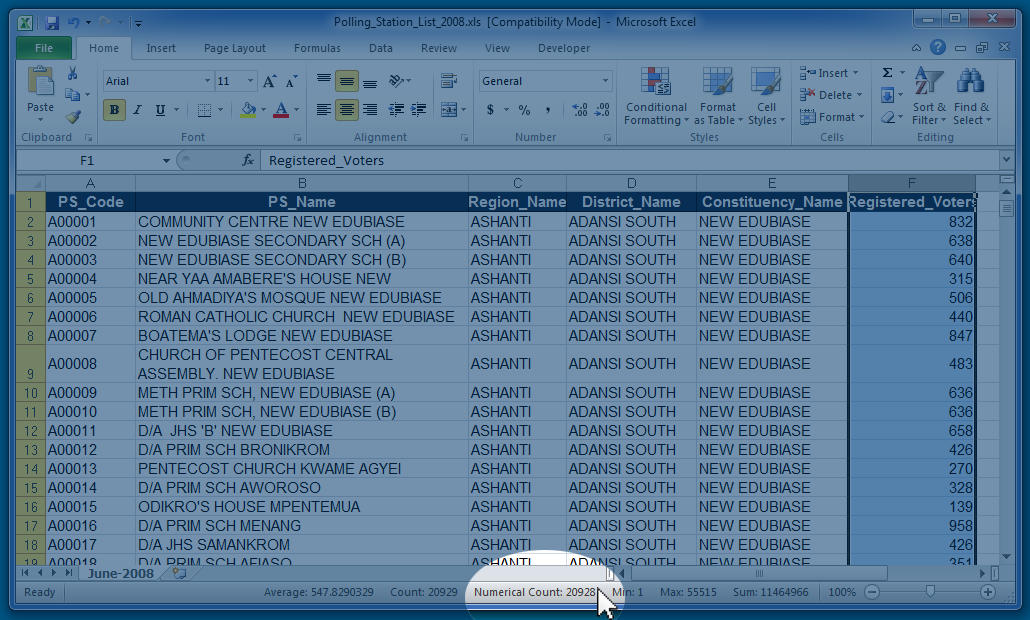 Polling_Station_List_2008.xls [Compatibility Mode] - Microsoft Excel
File Home Insert Page Layout Formulas Data Review View Developer
Paste Arial 11 General Conditional Formatting Format as Table Cell Styles Insert Delete Format Sort & Filter Find & Select
Clipboard Font Alignment Number Styles Cells Editing
F1 fx Registered_Voters
A B C D E F
1 PS_Code PS_Name Region_Name District_Name Constituency_Name Registered_Voters
2 A00001 COMMUNITY CENTRE NEW EDUBIASE ASHANTI ADANSI SOUTH NEW EDUBIASE 832
3 A00002 NEW EDUBIASE SECONDARY SCH (A) ASHANTI ADANSI SOUTH NEW EDUBIASE 638
4 A00003 NEW EDUBIASE SECONDARY SCH (B) ASHANTI ADANSI SOUTH NEW EDUBIASE 640
5 A00004 NEAR YAA AMABERE'S HOUSE NEW ASHANTI ADANSI SOUTH NEW EDUBIASE 315
6 A00005 OLD AHMADIYA'S MOSQUE NEW EDUBIASE ASHANTI ADANSI SOUTH NEW EDUBIASE 506
7 A00006 ROMAN CATHOLIC CHURCH NEW EDUBIASE ASHANTI ADANSI SOUTH NEW EDUBIASE 440
8 A00007 BOATEMA'S LODGE NEW EDUBIASE ASHANTI ADANSI SOUTH NEW EDUBIASE 847
9 A00008 CHURCH OF PENTECOST CENTRAL ASSEMBLY. NEW EDUBIASE ASHANTI ADANSI SOUTH NEW EDUBIASE 483
10 A00009 METH PRIM SCH, NEW EDUBIASE (A) ASHANTI ADANSI SOUTH NEW EDUBIASE 636
11 A00010 METH PRIM SCH, NEW EDUBIASE (B) ASHANTI ADANSI SOUTH NEW EDUBIASE 636
12 A00011 D/A JHS 'B' NEW EDUBIASE ASHANTI ADANSI SOUTH NEW EDUBIASE 658
13 A00012 D/A PRIM SCH BRONIKROM ASHANTI ADANSI SOUTH NEW EDUBIASE 426
14 A00013 PENTECOST CHURCH KWAME AGYEI ASHANTI ADANSI SOUTH NEW EDUBIASE 270
15 A00014 D/A PRIM SCH AWOROSO ASHANTI ADANSI SOUTH NEW EDUBIASE 328
16 A00015 ODIKRO'S HOUSE MPENTEMUA ASHANTI ADANSI SOUTH NEW EDUBIASE 139
17 A00016 D/A PRIM SCH MENANG ASHANTI ADANSI SOUTH NEW EDUBIASE 958
18 A00017 D/A JHS SAMANKROM ASHANTI ADANSI SOUTH NEW EDUBIASE 426
19 A00018 D/A PRIM SCH AFIASO ASHANTI ADANSI SOUTH NEW EDUBIASE 351
June-2008
Ready Average: 547.8290329 Count: 20929 Numerical Count: 20928 Min: 1 Max: 55515 Sum: 11464966 100%